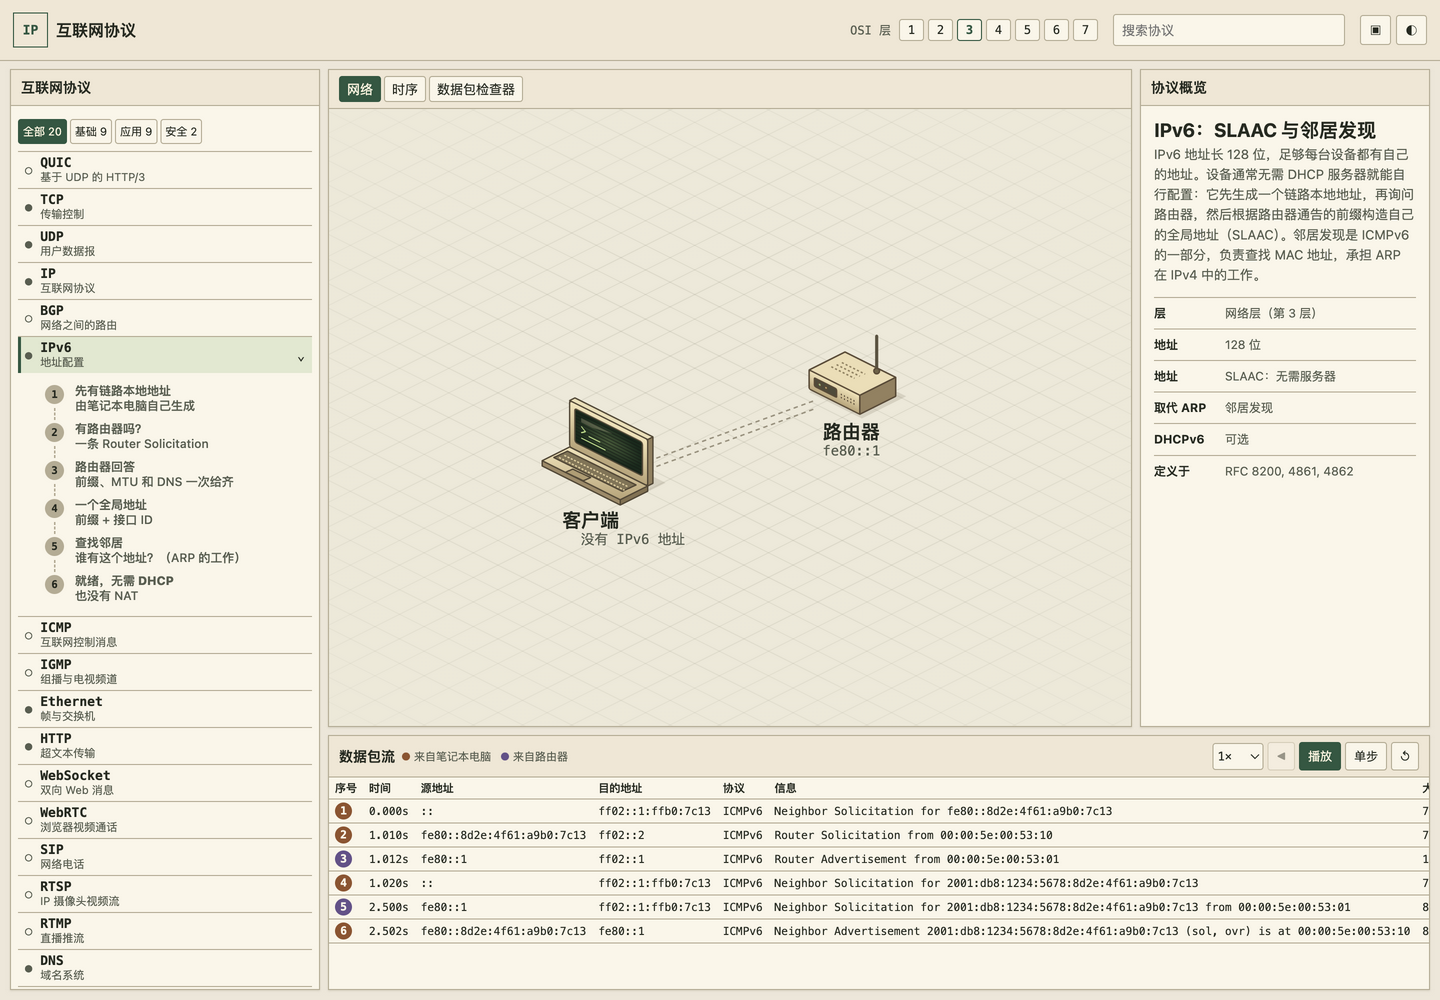 IP 互联网协议
OSI 层 1 2 3 4 5 6 7 搜索协议
互联网协议
全部 20 基础 9 应用 9 安全 2
QUIC
基于 UDP 的 HTTP/3
TCP
传输控制
UDP
用户数据报
IP
互联网协议
BGP
网络之间的路由
IPv6
地址配置
1 先有链路本地地址
由笔记本电脑自己生成
2 有路由器吗？
一条 Router Solicitation
3 路由器回答
前缀、MTU 和 DNS 一次给齐
4 一个全局地址
前缀 + 接口 ID
5 查找邻居
谁有这个地址？（ARP 的工作）
6 就绪，无需 DHCP
也没有 NAT
ICMP
互联网控制消息
IGMP
组播与电视频道
Ethernet
帧与交换机
HTTP
超文本传输
WebSocket
双向 Web 消息
WebRTC
浏览器视频通话
SIP
网络电话
RTSP
IP 摄像头视频流
RTMP
直播推流
DNS
域名系统
网络 时序 数据包检查器
路由器
fe80::1
客户端
没有 IPv6 地址
协议概览
IPv6：SLAAC 与邻居发现
IPv6 地址长 128 位，足够每台设备都有自己
的地址。设备通常无需 DHCP 服务器就能自
行配置：它先生成一个链路本地地址，再询问
路由器，然后根据路由器通告的前缀构造自己
的全局地址（SLAAC）。邻居发现是 ICMPv6
的一部分，负责查找 MAC 地址，承担 ARP
在 IPv4 中的工作。
层 网络层（第 3 层）
地址 128 位
地址 SLAAC：无需服务器
取代 ARP 邻居发现
DHCPv6 可选
定义于 RFC 8200, 4861, 4862
数据包流 来自笔记本电脑 来自路由器 1× 播放 单步
序号 时间 源地址 目的地址 协议 信息
1 0.000s :: ff02::1:ffb0:7c13 ICMPv6 Neighbor Solicitation for fe80::8d2e:4f61:a9b0:7c13 7
2 1.010s fe80::8d2e:4f61:a9b0:7c13 ff02::2 ICMPv6 Router Solicitation from 00:00:5e:00:53:10 7
3 1.012s fe80::1 ff02::1 ICMPv6 Router Advertisement from 00:00:5e:00:53:01 1
4 1.020s :: ff02::1:ffb0:7c13 ICMPv6 Neighbor Solicitation for 2001:db8:1234:5678:8d2e:4f61:a9b0:7c13 7
5 2.500s fe80::1 ff02::1:ffb0:7c13 ICMPv6 Neighbor Solicitation for 2001:db8:1234:5678:8d2e:4f61:a9b0:7c13 from 00:00:5e:00:53:01 8
6 2.502s fe80::8d2e:4f61:a9b0:7c13 fe80::1 ICMPv6 Neighbor Advertisement 2001:db8:1234:5678:8d2e:4f61:a9b0:7c13 (sol, ovr) is at 00:00:5e:00:53:10 8